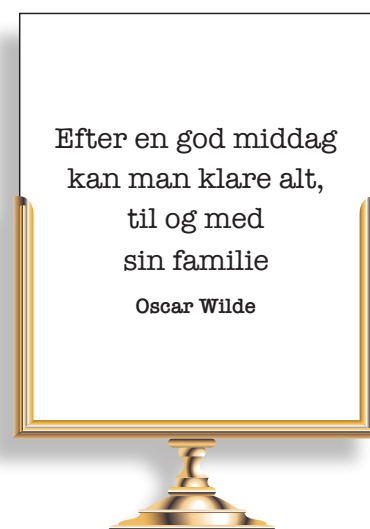 Efter en god middag
kan man klare alt,
til og med
sin familie
Oscar Wilde